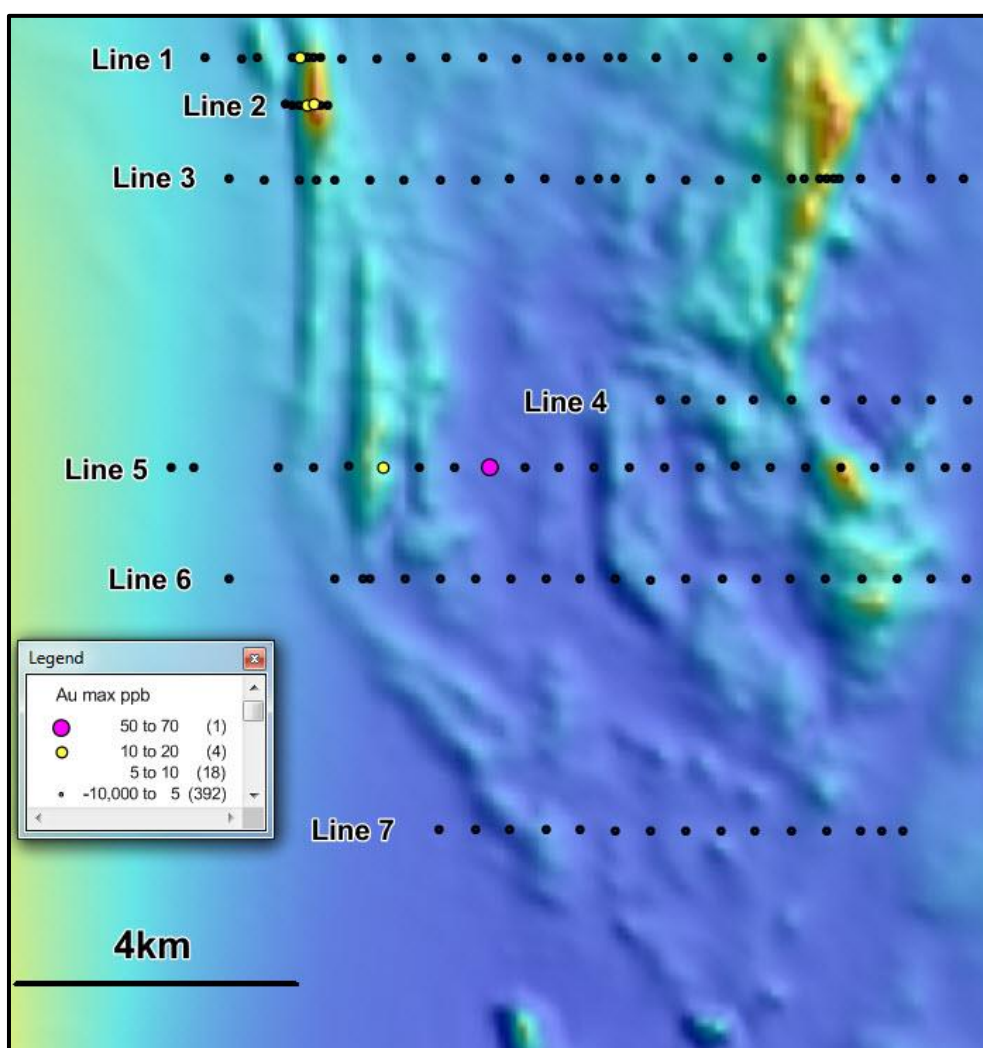 Line 1
Line 2
Line 3
Line 4
Line 5
Line 6
Legend
Au max ppb
50 to 70 (1)
10 to 20 (4)
5 to 10 (18)
-10,000 to 5 (392)
Line 7
4km